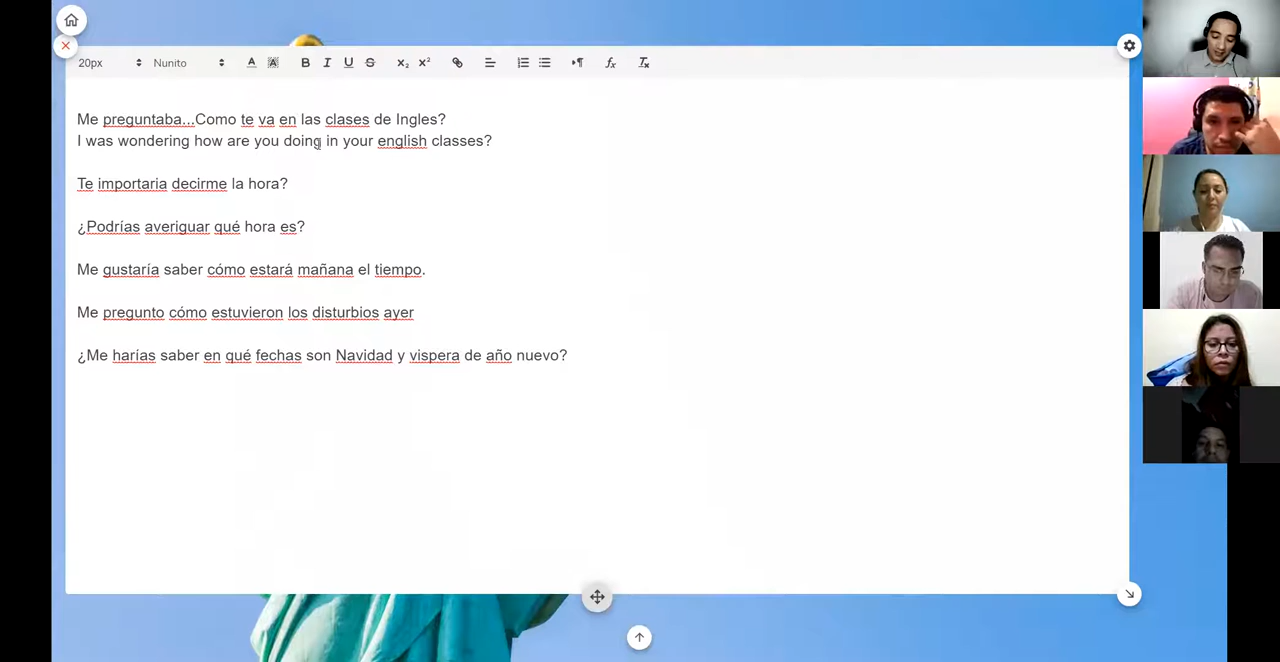 20px Nunito
Me preguntaba...Como te va en las clases de Ingles?
I was wondering how are you doing in your english classes?
Te importaria decirme la hora?
¿Podrías averiguar qué hora es?
Me gustaría saber cómo estará mañana el tiempo.
Me pregunto cómo estuvieron los disturbios ayer
¿Me harías saber en qué fechas son Navidad y vispera de año nuevo?